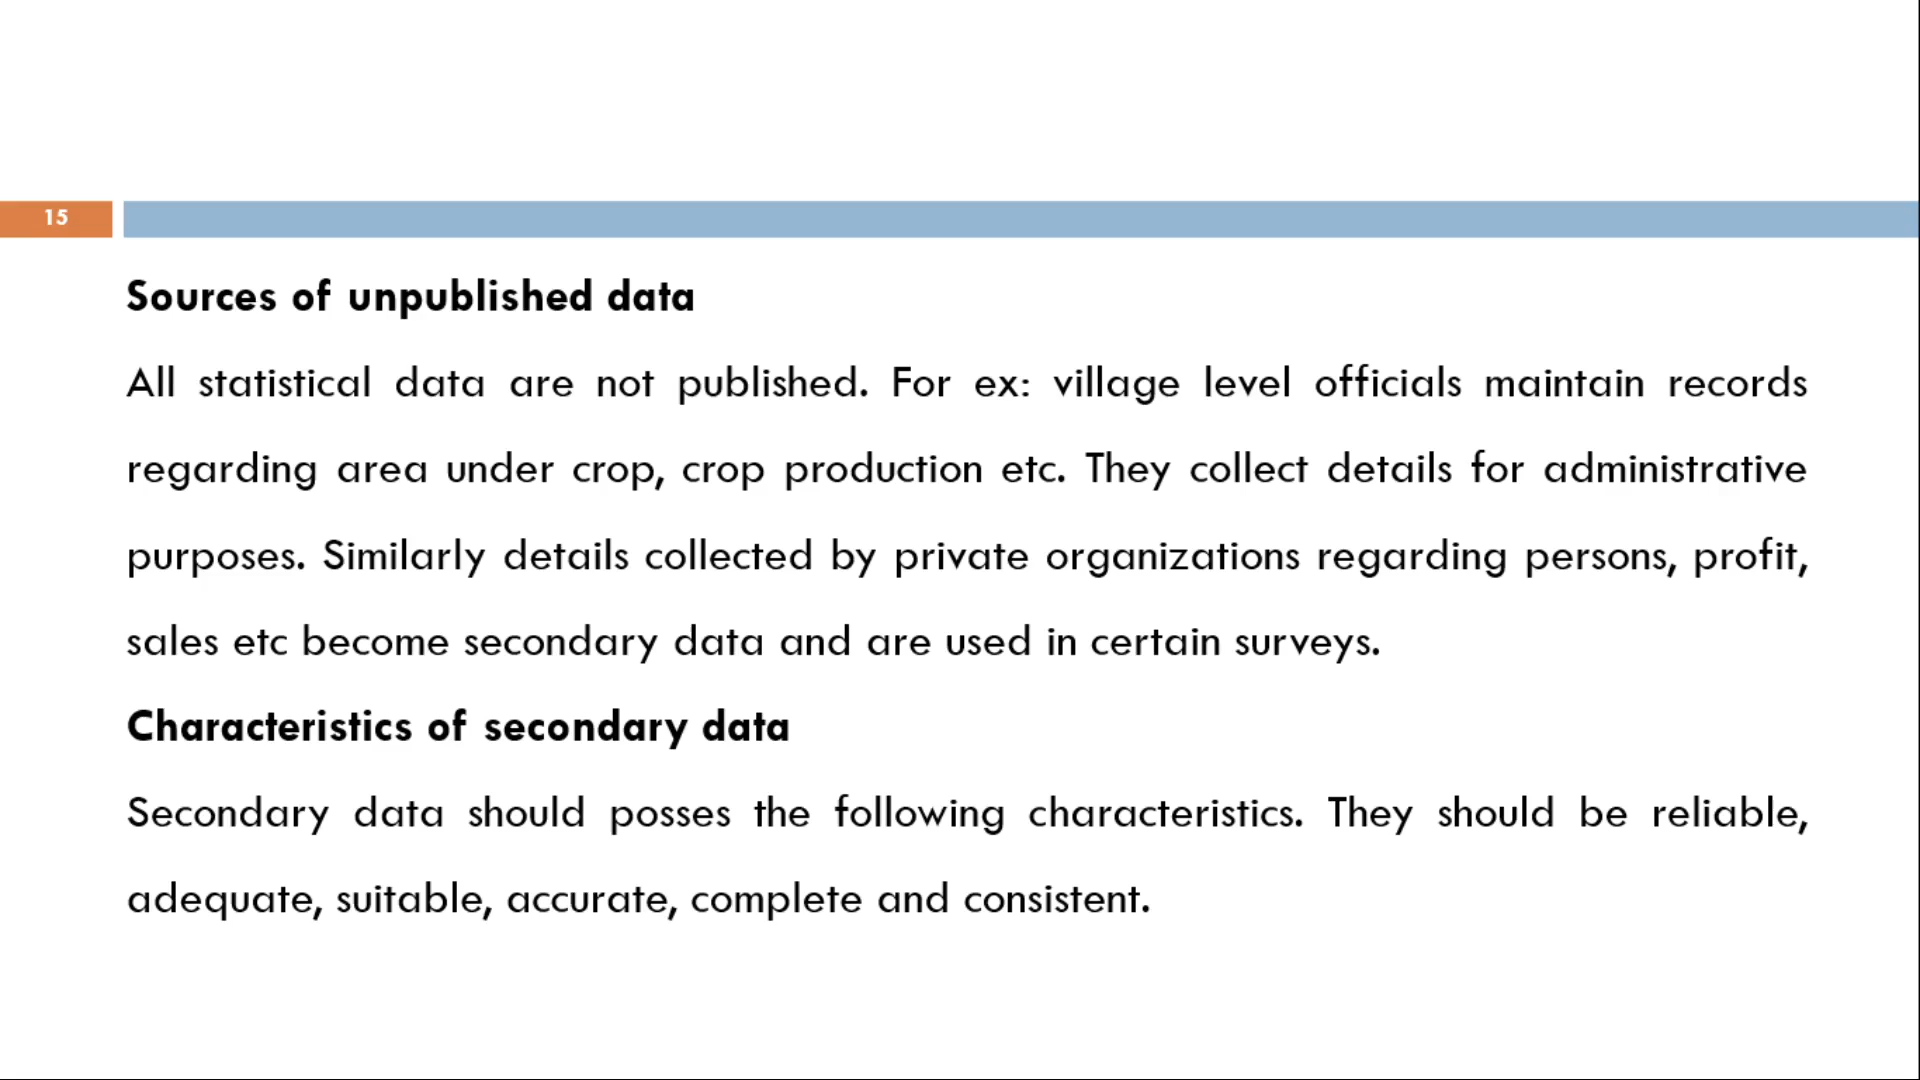 15
Sources of unpublished data
All statistical data are not published. For ex: village level officials maintain records
regarding area under crop, crop production etc. They collect details for administrative
purposes. Similarly details collected by private organizations regarding persons, profit,
sales etc become secondary data and are used in certain surveys.
Characteristics of secondary data
Secondary data should posses the following characteristics. They should be reliable,
adequate, suitable, accurate, complete and consistent.